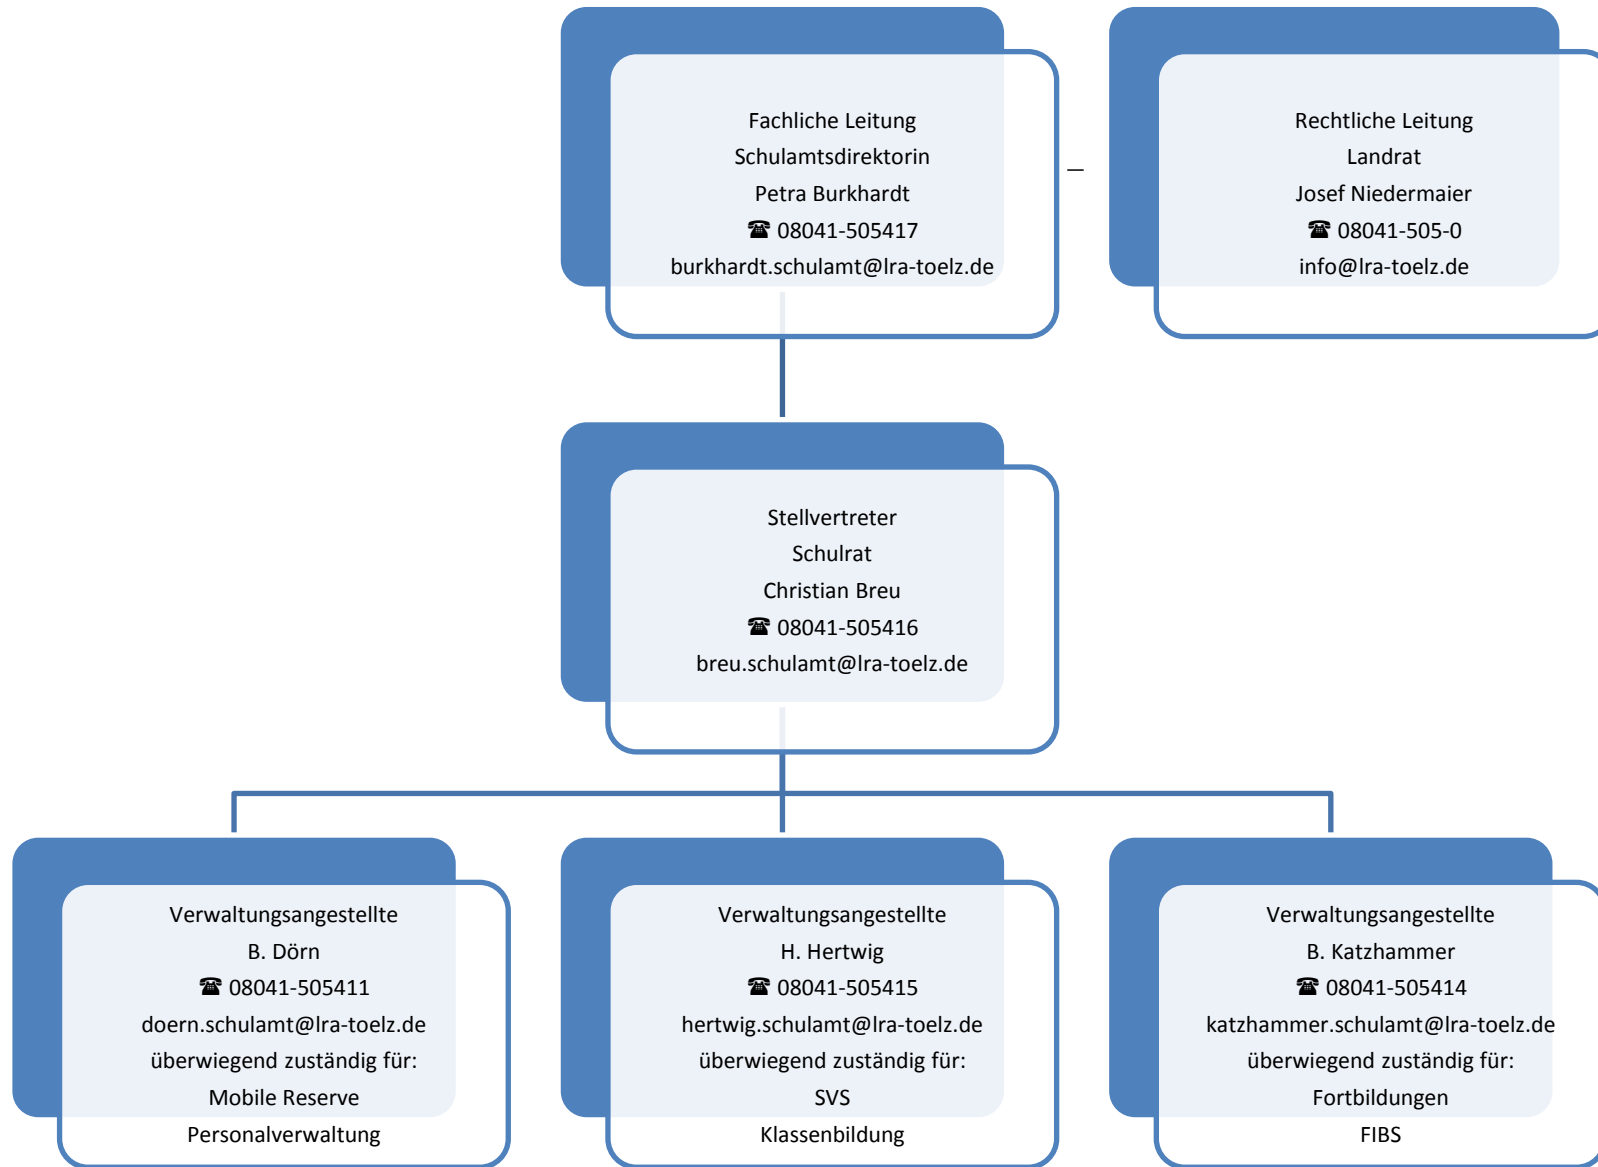 Fachliche Leitung
Schulamtsdirektorin
Petra Burkhardt
☎ 08041-505417
burkhardt.schulamt@lra-toelz.de
–
Rechtliche Leitung
Landrat
Josef Niedermaier
☎ 08041-505-0
info@lra-toelz.de
Stellvertreter
Schulrat
Christian Breu
☎ 08041-505416
breu.schulamt@lra-toelz.de
Verwaltungsangestellte
B. Dörn
☎ 08041-505411
doern.schulamt@lra-toelz.de
überwiegend zuständig für:
Mobile Reserve
Personalverwaltung
Verwaltungsangestellte
H. Hertwig
☎ 08041-505415
hertwig.schulamt@lra-toelz.de
überwiegend zuständig für:
SVS
Klassenbildung
Verwaltungsangestellte
B. Katzhammer
☎ 08041-505414
katzhammer.schulamt@lra-toelz.de
überwiegend zuständig für:
Fortbildungen
FIBS